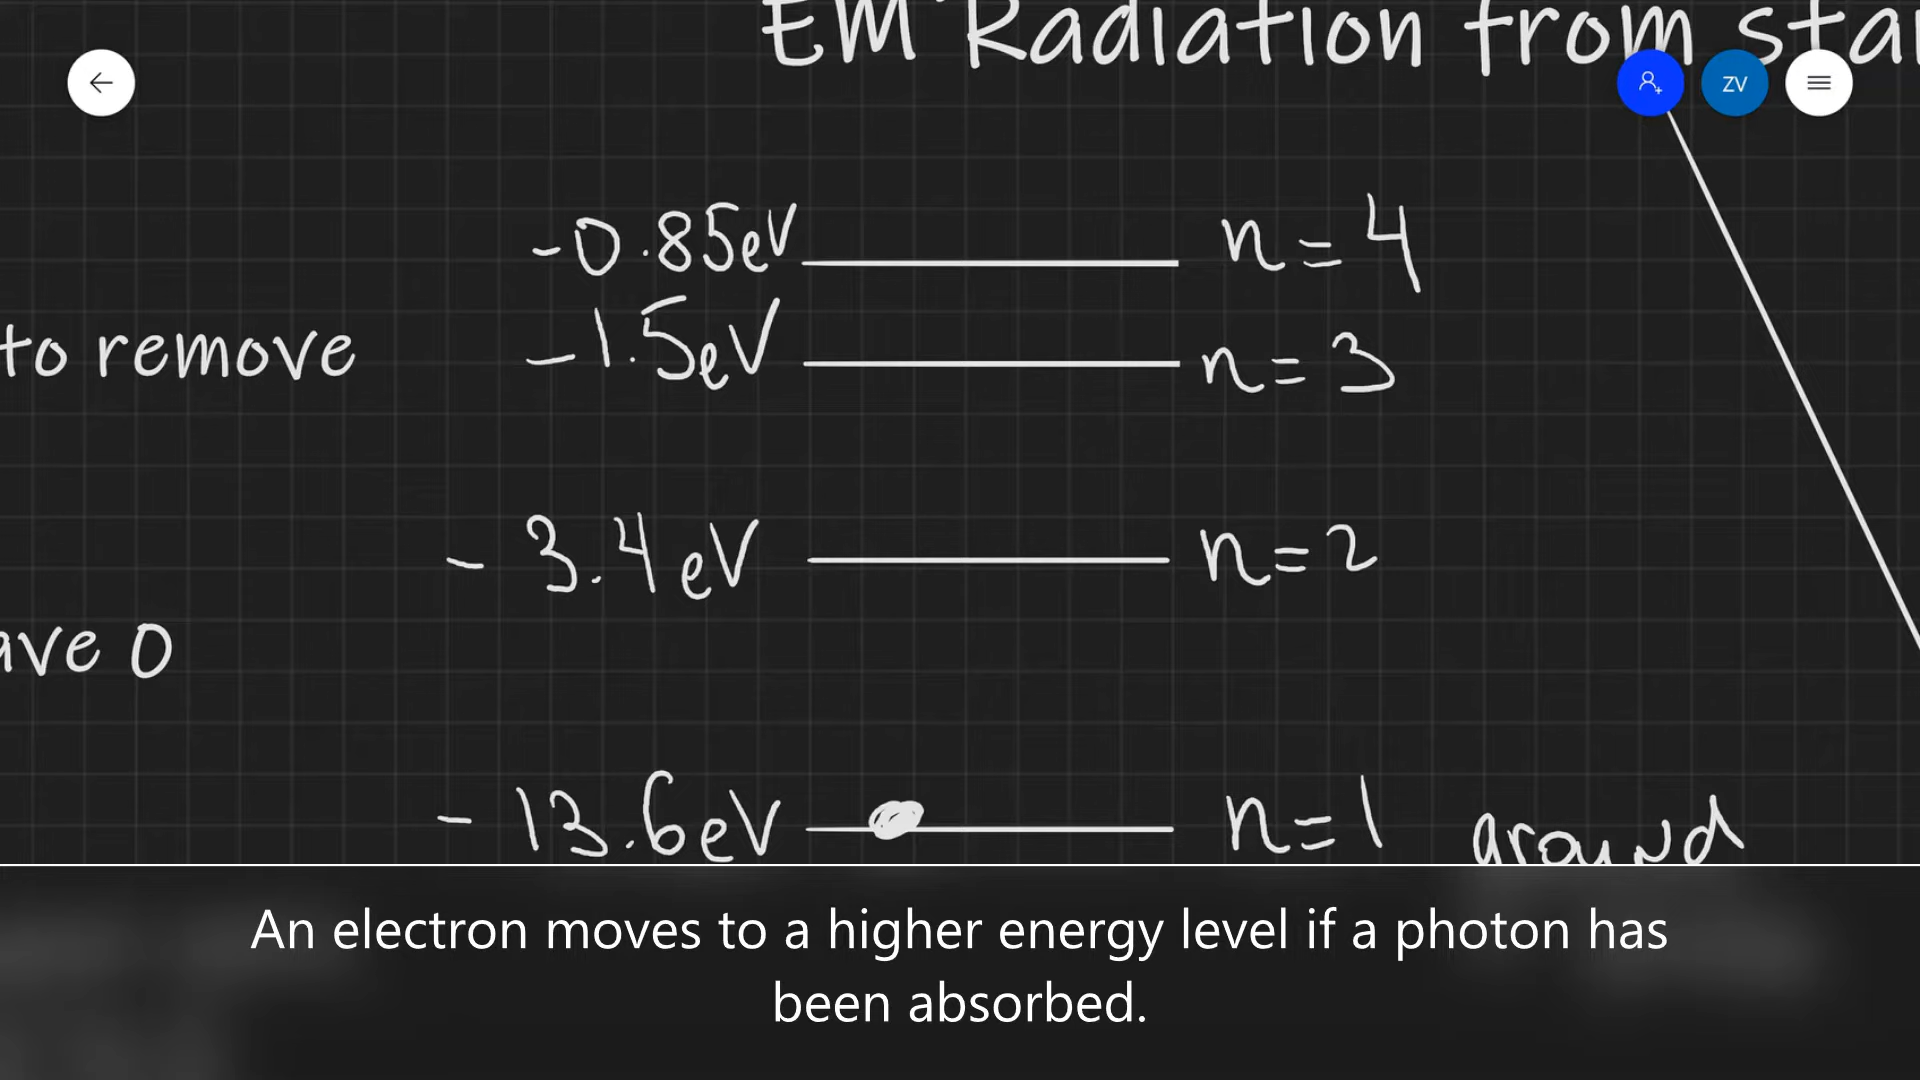 EM Radiation from sta
ZV
-0.85eV n=4
-1.5eV n=3
to remove
- 3.4eV n=2
ave 0
- 13.6eV n=1 around
An electron moves to a higher energy level if a photon has
been absorbed.